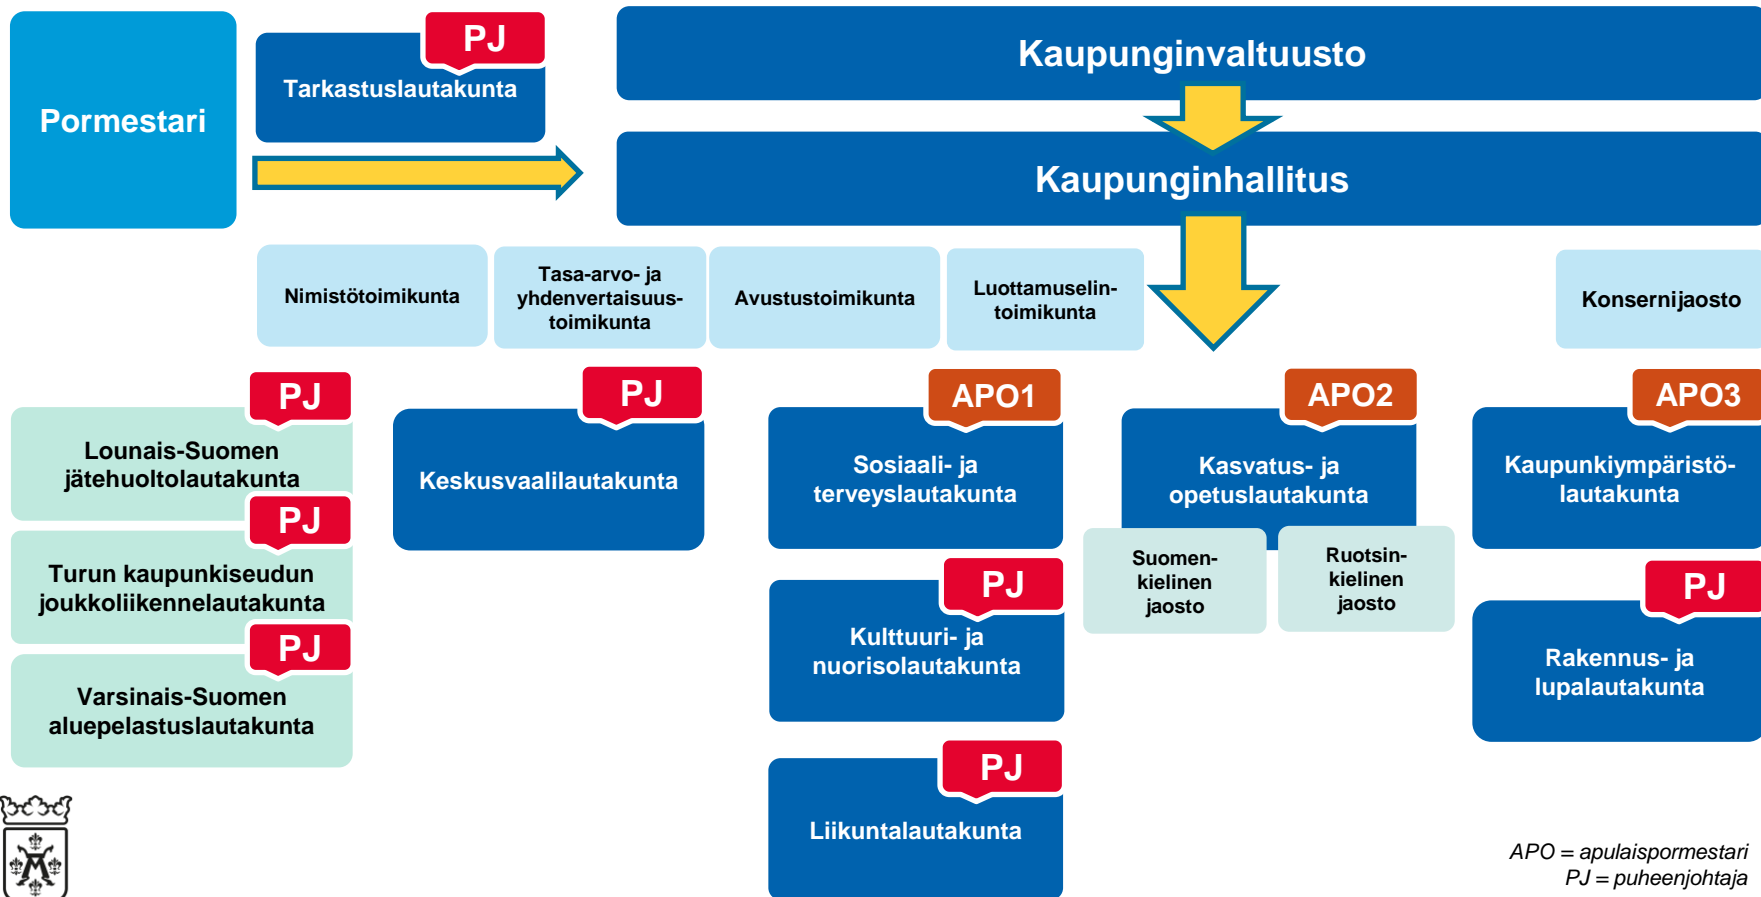 Pormestari
PJ
Tarkastuslautakunta
Kaupunginvaltuusto
Kaupunginhallitus
Nimistötoimikunta
Tasa-arvo- ja
yhdenvertaisuus-
toimikunta
Avustustoimikunta
Luottamuselin-
toimikunta
Konsernijaosto
PJ
Lounais-Suomen
jätehuoltolautakunta
PJ
Turun kaupunkiseudun
joukkoliikennelautakunta
PJ
Varsinais-Suomen
aluepelastuslautakunta
PJ
Keskusvaalilautakunta
APO1
Sosiaali- ja
terveyslautakunta
PJ
Kulttuuri- ja
nuorisolautakunta
PJ
Liikuntalautakunta
APO2
Kasvatus- ja
opetuslautakunta
Suomen-
kielinen
jaosto
Ruotsin-
kielinen
jaosto
APO3
Kaupunkiympäristö-
lautakunta
PJ
Rakennus- ja
lupalautakunta
APO = apulaispormestari
PJ = puheenjohtaja